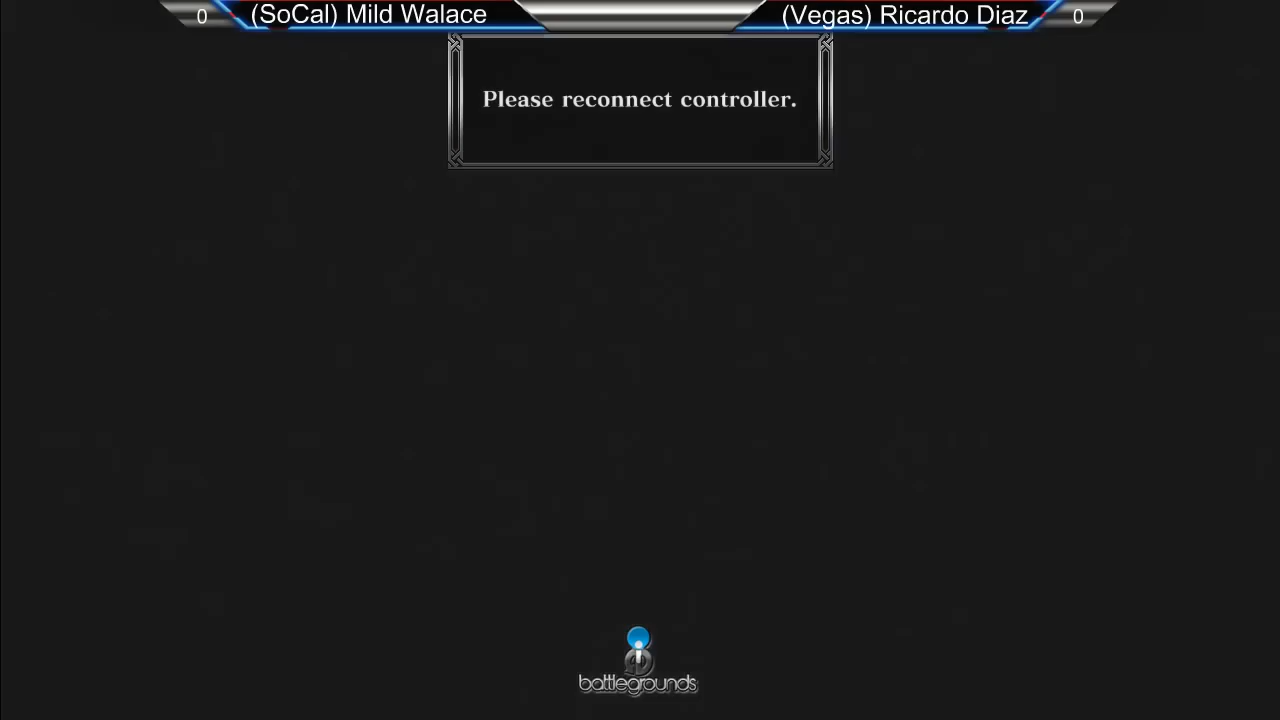 0 (SoCal) Mild Walace (Vegas) Ricardo Diaz 0
Please reconnect controller.
battlegrounds